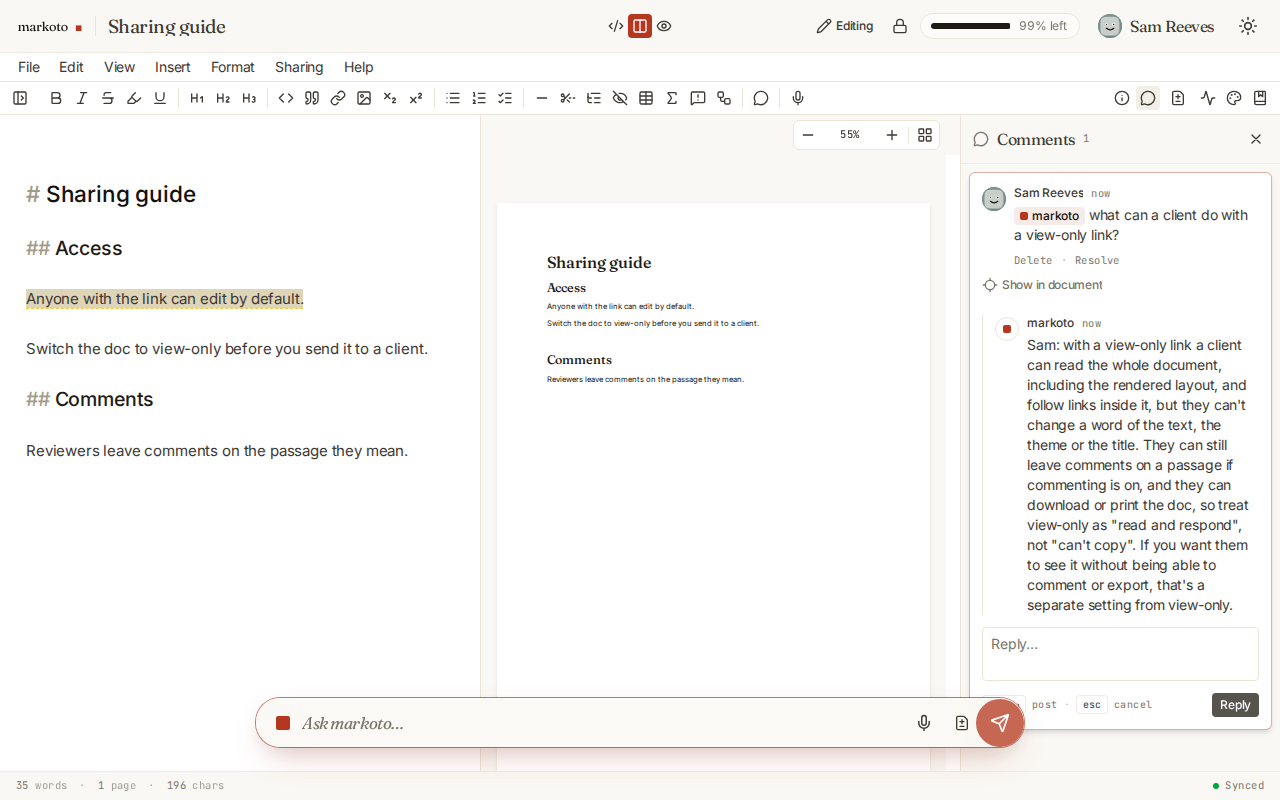 markoto
Sharing guide
Editing
99% left
Sam Reeves
File Edit View Insert Format Sharing Help
H1 H2 H3
55%
# Sharing guide
## Access
Anyone with the link can edit by default.
Switch the doc to view-only before you send it to a client.
## Comments
Reviewers leave comments on the passage they mean.
Sharing guide
Access
Anyone with the link can edit by default.
Switch the doc to view-only before you send it to a client.
Comments
Reviewers leave comments on the passage they mean.
Comments 1
Sam Reeves now
markoto what can a client do with
a view-only link?
Delete · Resolve
Show in document
markoto now
Sam: with a view-only link a client
can read the whole document,
including the rendered layout, and
follow links inside it, but they can't
change a word of the text, the
theme or the title. They can still
leave comments on a passage if
commenting is on, and they can
download or print the doc, so treat
view-only as "read and respond",
not "can't copy". If you want them
to see it without being able to
comment or export, that's a
separate setting from view-only.
Reply...
post · esc cancel
Reply
Ask markoto...
35 words · 1 page · 196 chars
Synced